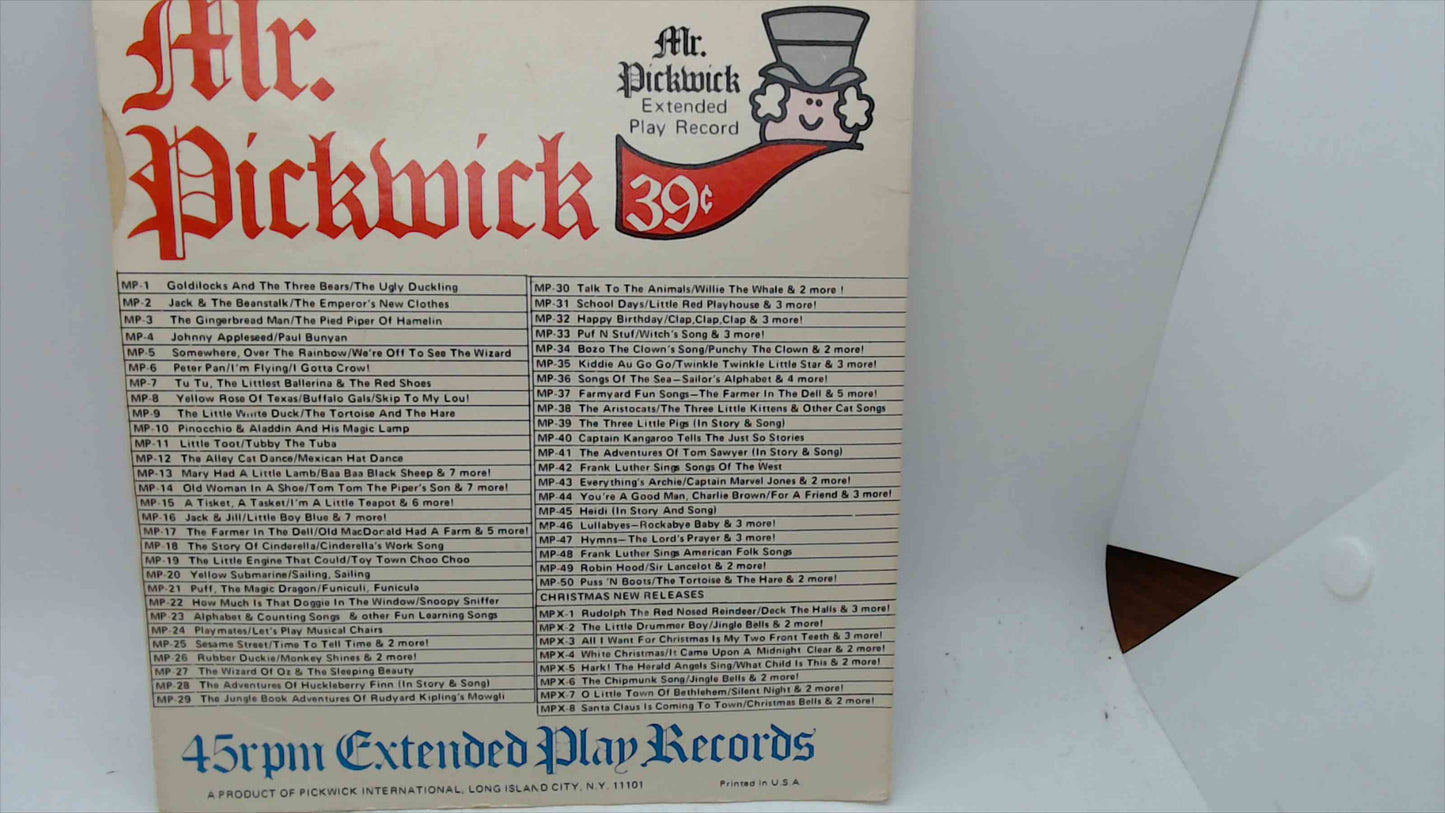 Mr.
Pickwick
Mr.
Pickwick
Extended
Play Record
39¢
MP-1 Goldilocks And The Three Bears/The Ugly Duckling
MP-2 Jack & The Beanstalk/The Emperor's New Clothes
MP-3 The Gingerbread Man/The Pied Piper Of Hamelin
MP-4 Johnny Appleseed/Paul Bunyan
MP-5 Somewhere, Over The Rainbow/We're Off To See The Wizard
MP-6 Peter Pan/I'm Flying/I Gotta Crow!
MP-7 Tu Tu, The Littlest Ballerina & The Red Shoes
MP-8 Yellow Rose Of Texas/Buffalo Gals/Skip To My Lou!
MP-9 The Little White Duck/The Tortoise And The Hare
MP-10 Pinocchio & Aladdin And His Magic Lamp
MP-11 Little Toot/Tubby The Tuba
MP-12 The Alley Cat Dance/Mexican Hat Dance
MP-13 Mary Had A Little Lamb/Baa Baa Black Sheep & 7 more!
MP-14 Old Woman In A Shoe/Tom Tom The Piper's Son & 7 more!
MP-15 A Tisket, A Tasket/I'm A Little Teapot & 6 more!
MP-16 Jack & Jill/Little Boy Blue & 7 more!
MP-17 The Farmer In The Dell/Old MacDonald Had A Farm & 5 more!
MP-18 The Story Of Cinderella/Cinderella's Work Song
MP-19 The Little Engine That Could/Toy Town Choo Choo
MP-20 Yellow Submarine/Sailing, Sailing
MP-21 Puff, The Magic Dragon/Funiculi, Funicula
MP-22 How Much Is That Doggie In The Window/Snoopy Sniffer
MP-23 Alphabet & Counting Songs & other Fun Learning Songs
MP-24 Playmates/Let's Play Musical Chairs
MP-25 Sesame Street/Time To Tell Time & 2 more!
MP-26 Rubber Duckie/Monkey Shines & 2 more!
MP-27 The Wizard Of Oz & The Sleeping Beauty
MP-28 The Adventures Of Huckleberry Finn (In Story & Song)
MP-29 The Jungle Book Adventures Of Rudyard Kipling's Mowgli
MP-30 Talk To The Animals/Willie The Whale & 2 more !
MP-31 School Days/Little Red Playhouse & 3 more!
MP-32 Happy Birthday/Clap,Clap,Clap & 3 more!
MP-33 Puf N Stuf/Witch's Song & 3 more!
MP-34 Bozo The Clown's Song/Punchy The Clown & 2 more!
MP-35 Kiddie Au Go Go/Twinkle Twinkle Little Star & 3 more!
MP-36 Songs Of The Sea—Sailor's Alphabet & 4 more!
MP-37 Farmyard Fun Songs—The Farmer In The Dell & 5 more!
MP-38 The Aristocats/The Three Little Kittens & Other Cat Songs
MP-39 The Three Little Pigs (In Story & Song)
MP-40 Captain Kangaroo Tells The Just So Stories
MP-41 The Adventures Of Tom Sawyer (In Story & Song)
MP-42 Frank Luther Sings Songs Of The West
MP-43 Everything's Archie/Captain Marvel Jones & 2 more!
MP-44 You're A Good Man, Charlie Brown/For A Friend & 3 more!
MP-45 Heidi (In Story And Song)
MP-46 Lullabyes—Rockabye Baby & 3 more!
MP-47 Hymns—The Lord's Prayer & 3 more!
MP-48 Frank Luther Sings American Folk Songs
MP-49 Robin Hood/Sir Lancelot & 2 more!
MP-50 Puss 'N Boots/The Tortoise & The Hare & 2 more!
CHRISTMAS NEW RELEASES
MPX-1 Rudolph The Red Nosed Reindeer/Deck The Halls & 3 more!
MPX-2 The Little Drummer Boy/Jingle Bells & 2 more!
MPX-3 All I Want For Christmas Is My Two Front Teeth & 3 more!
MPX-4 White Christmas/It Came Upon A Midnight Clear & 2 more!
MPX-5 Hark! The Herald Angels Sing/What Child Is This & 2 more!
MPX-6 The Chipmunk Song/Jingle Bells & 2 more!
MPX-7 O Little Town Of Bethlehem/Silent Night & 2 more!
MPX-8 Santa Claus Is Coming To Town/Christmas Bells & 2 more!
45rpm Extended Play Records
A PRODUCT OF PICKWICK INTERNATIONAL, LONG ISLAND CITY, N.Y. 11101
Printed in U.S.A.